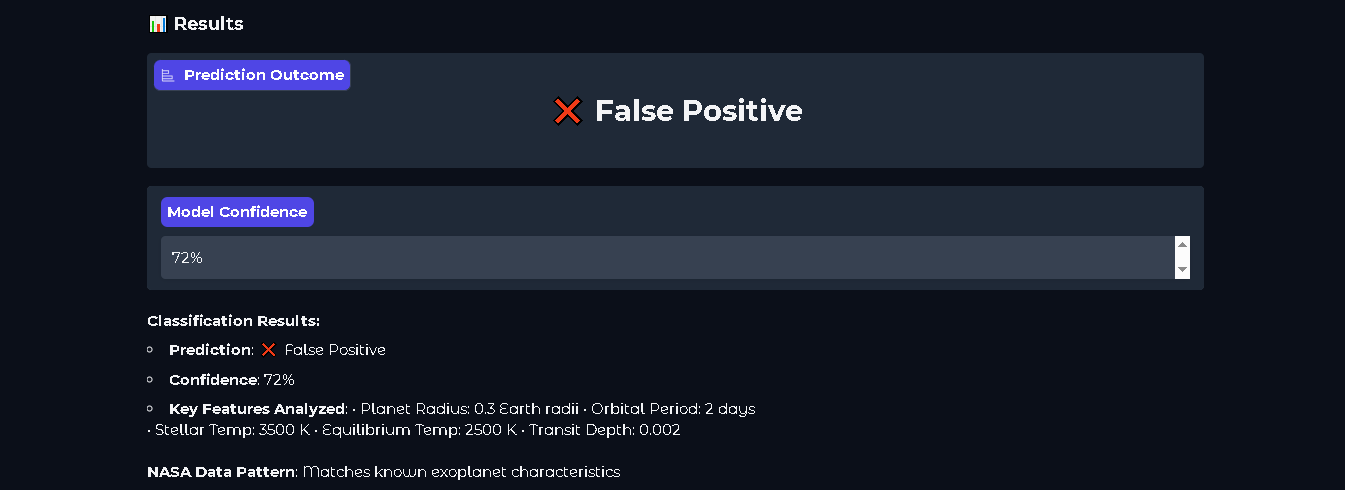 📊 Results
Prediction Outcome
❌ False Positive
Model Confidence
72%
Classification Results:
Prediction: ❌ False Positive
Confidence: 72%
Key Features Analyzed: • Planet Radius: 0.3 Earth radii • Orbital Period: 2 days
• Stellar Temp: 3500 K • Equilibrium Temp: 2500 K • Transit Depth: 0.002
NASA Data Pattern: Matches known exoplanet characteristics